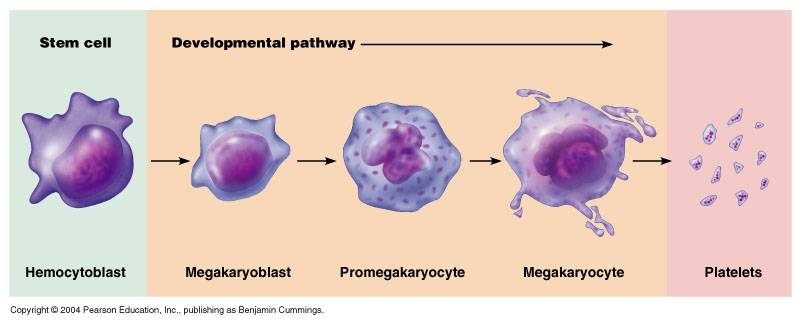 Stem cell
Developmental pathway
Hemocytoblast
Megakaryoblast
Promegakaryocyte
Megakaryocyte
Platelets
Copyright © 2004 Pearson Education, Inc., publishing as Benjamin Cummings.